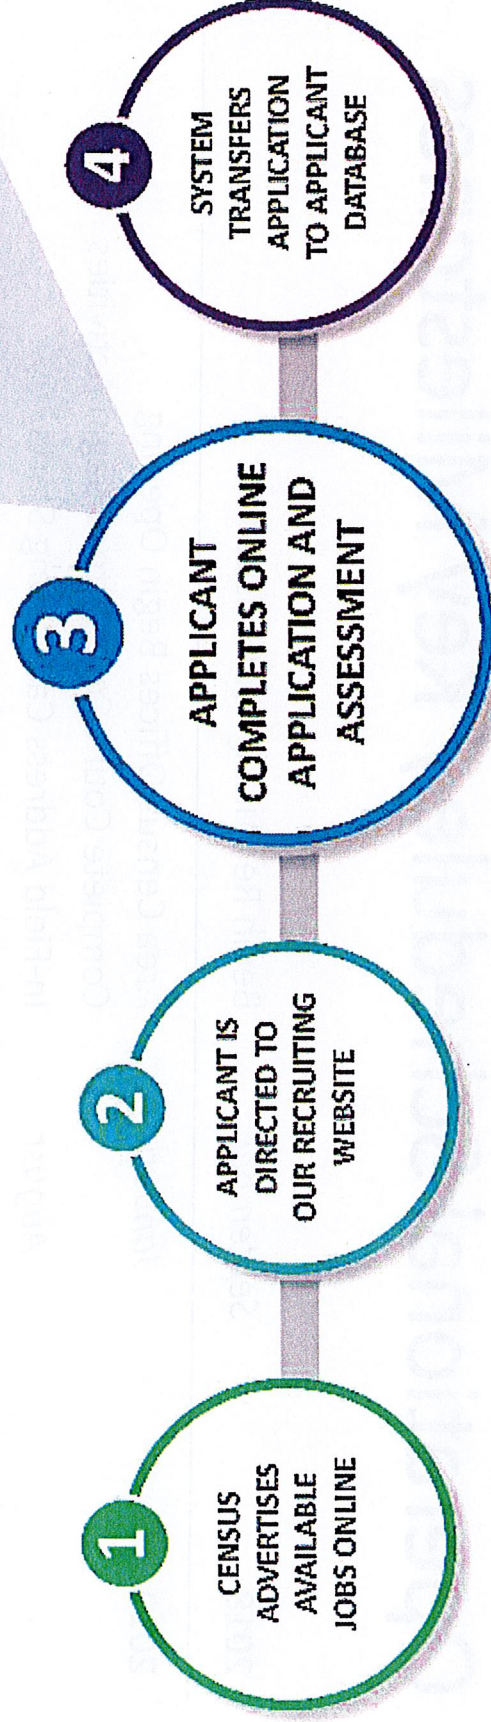 1
CENSUS
ADVERTISES
AVAILABLE
JOBS ONLINE
2
APPLICANT IS
DIRECTED TO
OUR RECRUITING
WEBSITE
3
APPLICANT
COMPLETES ONLINE
APPLICATION AND
ASSESSMENT
4
SYSTEM
TRANSFERS
APPLICATION
TO APPLICANT
DATABASE